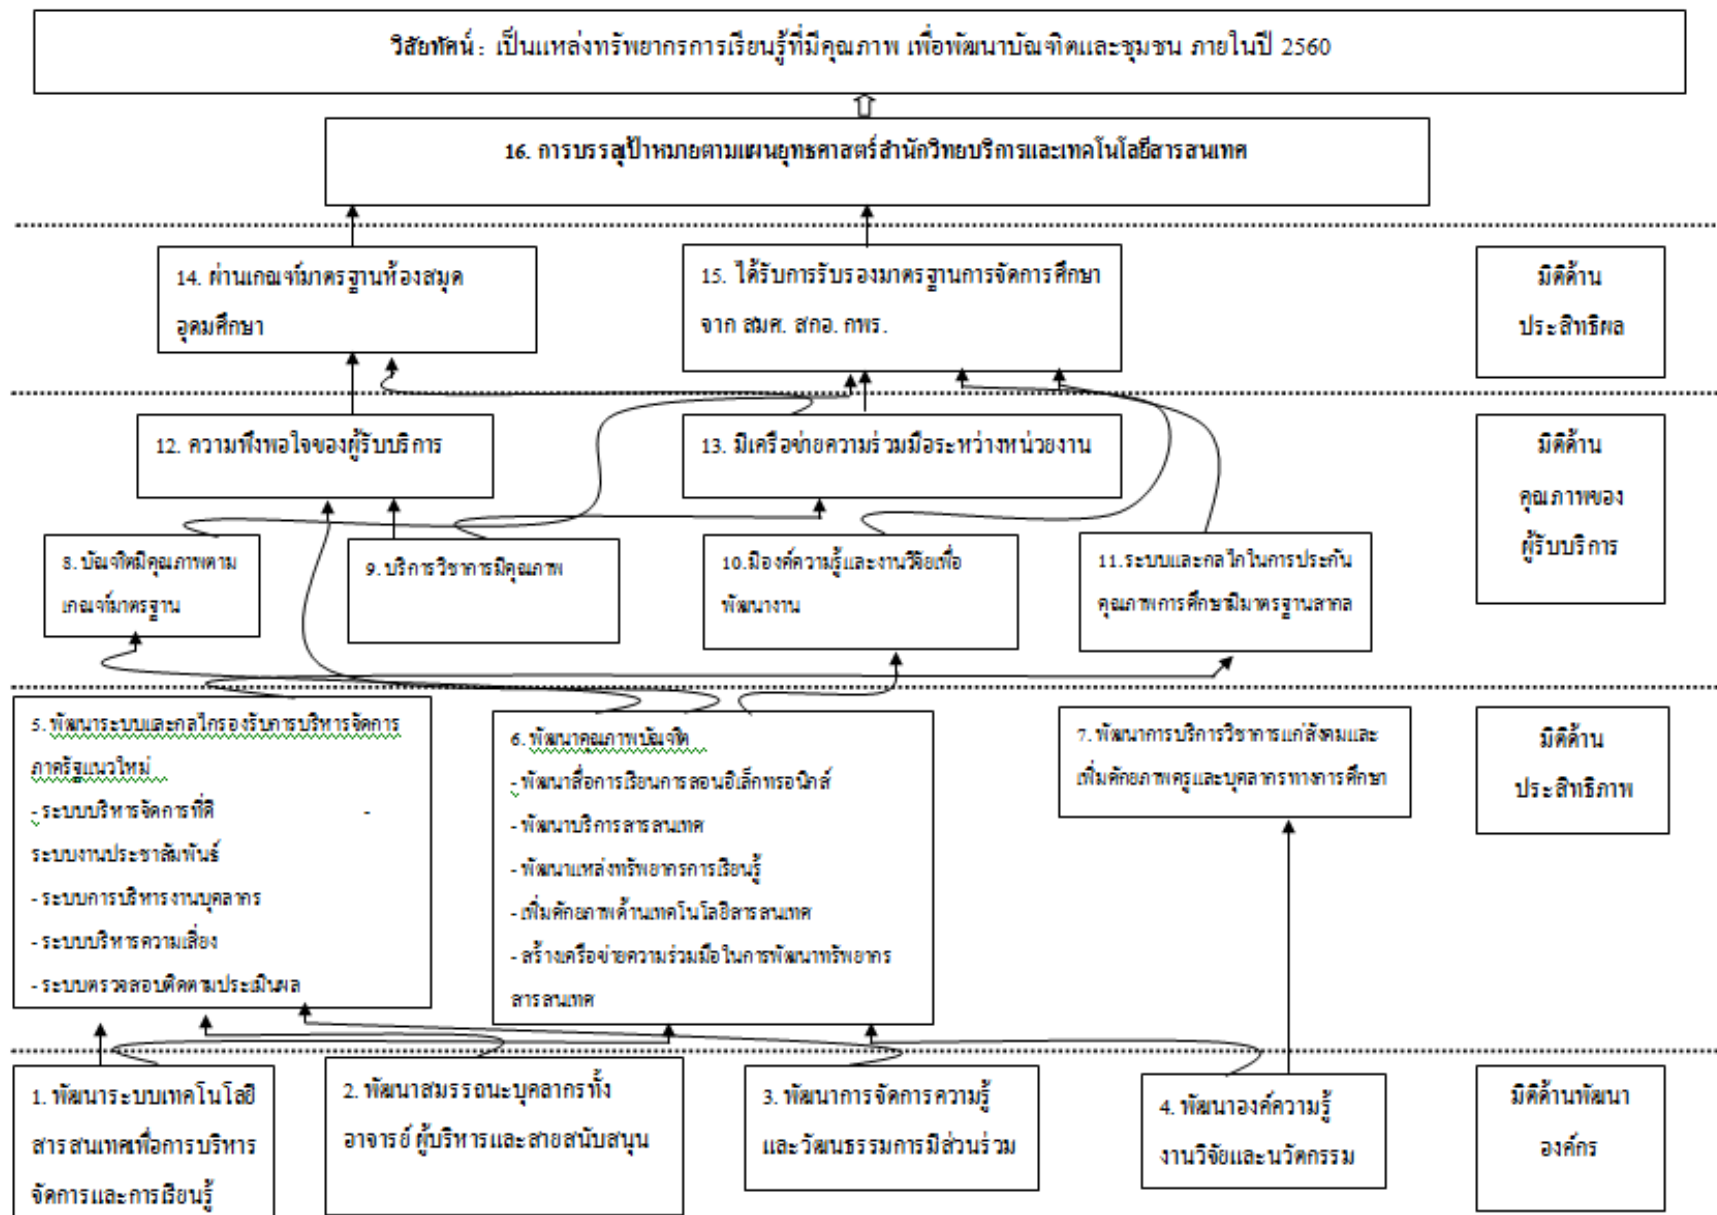 วิสัยทัศน์ : เป็นแหล่งทรัพยากรการเรียนรู้ที่มีคุณภาพ เพื่อพัฒนาบัณฑิตและชุมชน ภายในปี 2560
16. การบรรลุเป้าหมายตามแผนยุทธศาสตร์สำนักวิทยบริการและเทคโนโลยีสารสนเทศ
14. ผ่านเกณฑ์มาตรฐานห้องสมุด
อุดมศึกษา
15. ได้รับการรับรองมาตรฐานการจัดการศึกษา
จาก สมศ. สกอ. กพร.
มิติด้าน
ประสิทธิผล
12. ความพึงพอใจของผู้รับบริการ
13. มีเครือข่ายความร่วมมือระหว่างหน่วยงาน
มิติด้าน
คุณภาพของ
ผู้รับบริการ
8. บัณฑิตมีคุณภาพตาม
เกณฑ์มาตรฐาน
9. บริการวิชาการมีคุณภาพ
10. มีองค์ความรู้และงานวิจัยเพื่อ
พัฒนางาน
11.ระบบและกลไกในการประกัน
คุณภาพการศึกษามีมาตรฐานสากล
5. พัฒนาระบบและกลไกรองรับการบริหารจัดการ
ภาครัฐแนวใหม่
- ระบบบริหารจัดการที่ดี -
ระบบงานประชาสัมพันธ์
- ระบบการบริหารงานบุคลากร
- ระบบบริหารความเสี่ยง
- ระบบตรวจสอบติดตามประเมินผล
6. พัฒนาคุณภาพบัณฑิต
- พัฒนาสื่อการเรียนการสอนอิเล็กทรอนิกส์
- พัฒนาบริการสารสนเทศ
- พัฒนาแหล่งทรัพยากรการเรียนรู้
- เพิ่มศักยภาพด้านเทคโนโลยีสารสนเทศ
- สร้างเครือข่ายความร่วมมือในการพัฒนาทรัพยากร
สารสนเทศ
7. พัฒนาการบริการวิชาการแก่สังคมและ
เพิ่มศักยภาพครูและบุคลากรทางการศึกษา
มิติด้าน
ประสิทธิภาพ
1. พัฒนาระบบเทคโนโลยี
สารสนเทศเพื่อการบริหาร
จัดการและการเรียนรู้
2. พัฒนาสมรรถนะบุคลากรทั้ง
อาจารย์ ผู้บริหารและสายสนับสนุน
3. พัฒนาการจัดการความรู้
และวัฒนธรรมการมีส่วนร่วม
4. พัฒนาองค์ความรู้
งานวิจัยและนวัตกรรม
มิติด้านพัฒนา
องค์กร